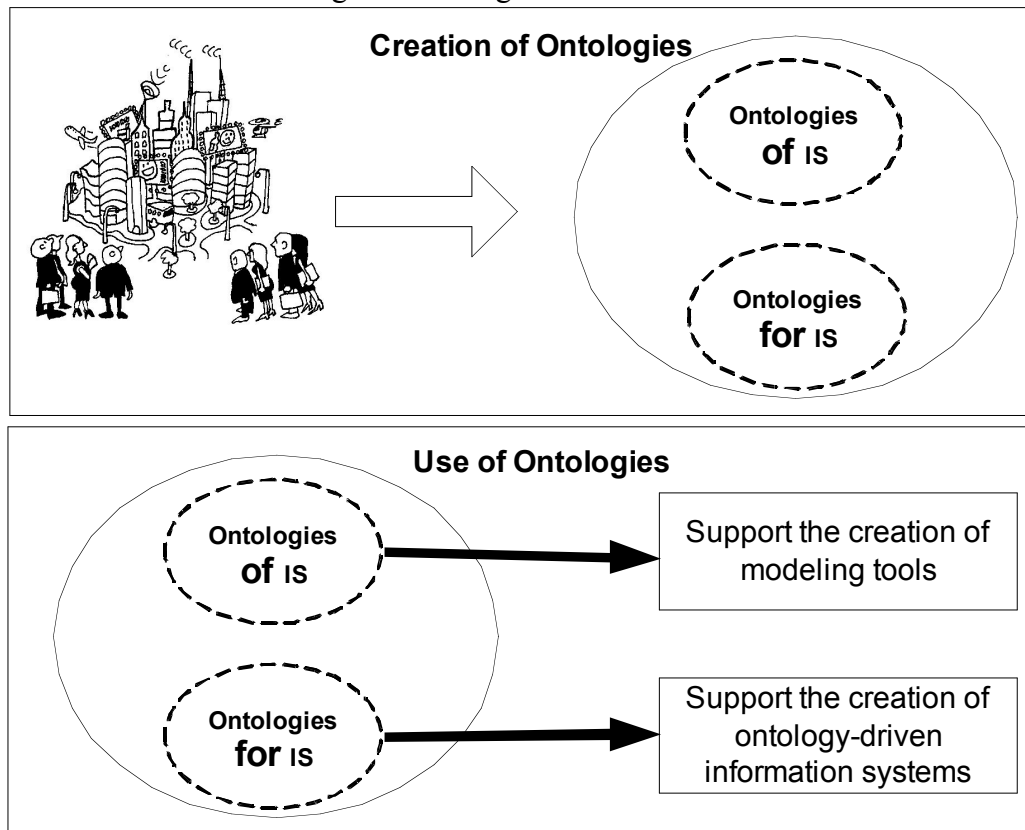 Creation of Ontologies
Ontologies
of IS
Ontologies
for IS
Use of Ontologies
Ontologies
of IS
Support the creation of
modeling tools
Ontologies
for IS
Support the creation of
ontology-driven
information systems